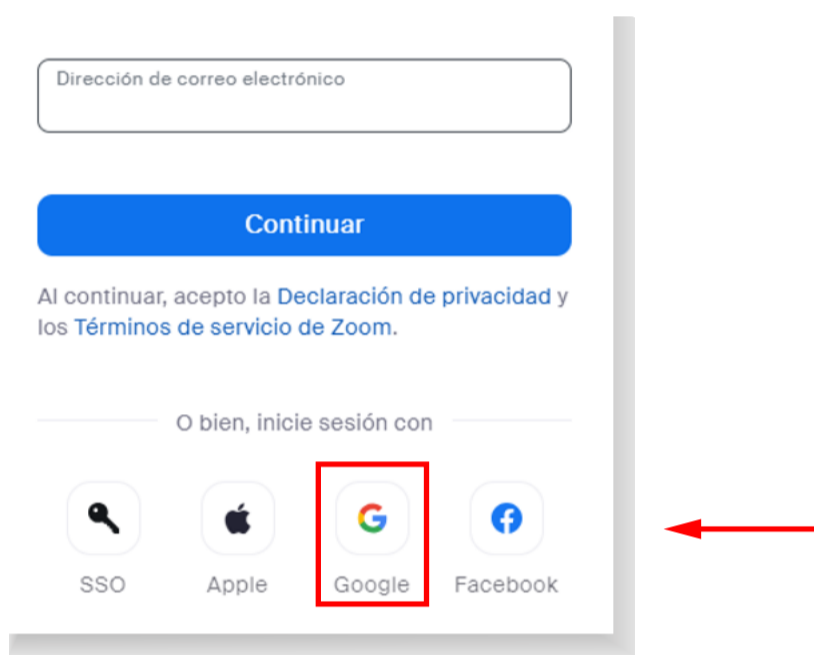 Dirección de correo electrónico
Continuar
Al continuar, acepto la Declaración de privacidad y
los Términos de servicio de Zoom.
O bien, inicie sesión con
SSO Apple Google Facebook